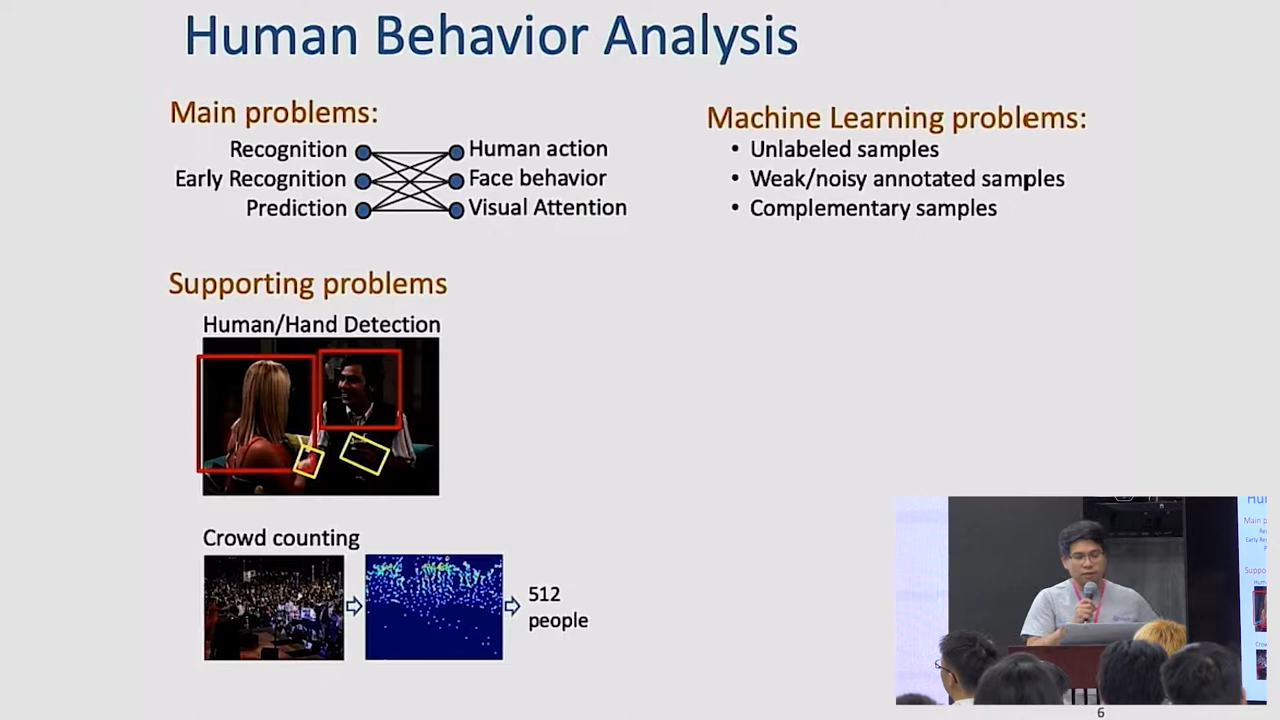 Human Behavior Analysis
Main problems:
Recognition
Early Recognition
Prediction
Human action
Face behavior
Visual Attention
Machine Learning problems:
• Unlabeled samples
• Weak/noisy annotated samples
• Complementary samples
Supporting problems
Human/Hand Detection
Crowd counting
512
people
6